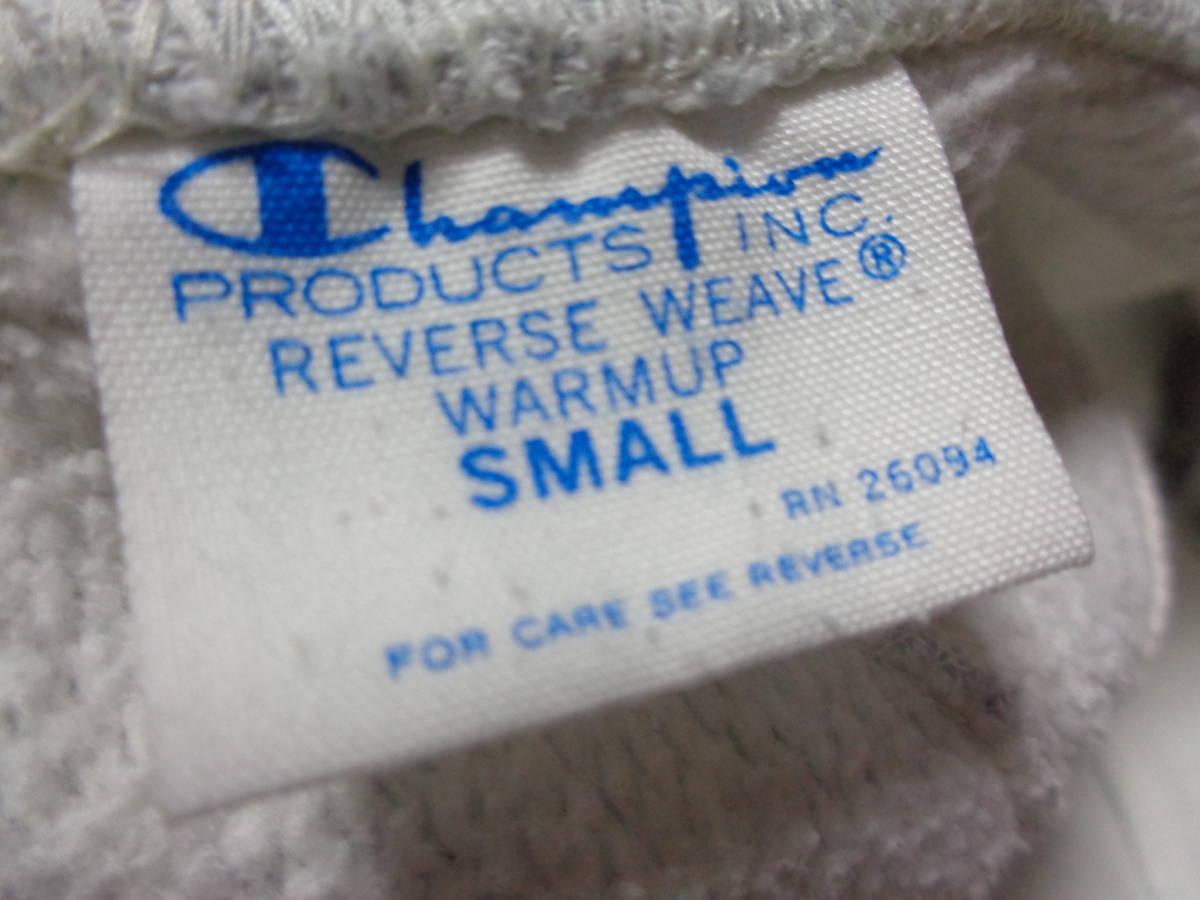 Champion
PRODUCTS INC.
REVERSE WEAVE®
WARMUP
SMALL
RN 26094
FOR CARE SEE REVERSE